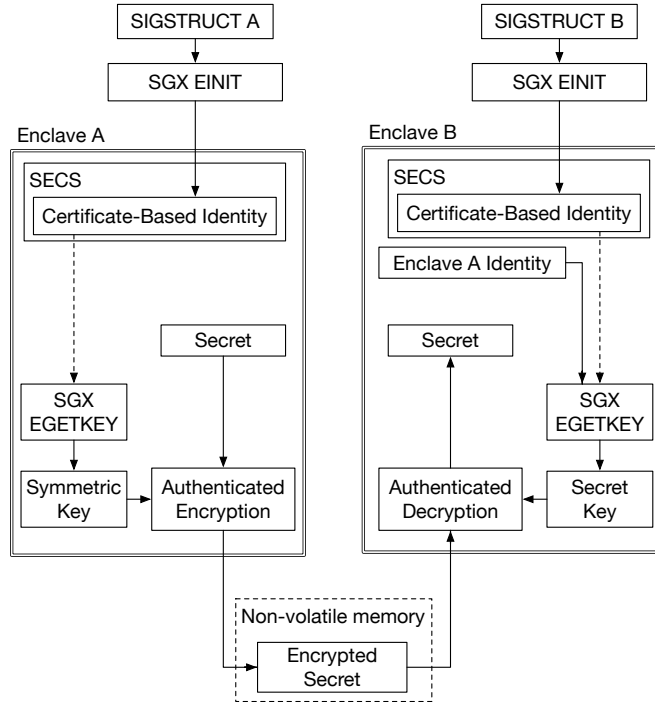 SIGSTRUCT A
SGX EINIT
Enclave A
SECS
Certificate-Based Identity
Secret
SGX
EGETKEY
Symmetric
Key
Authenticated
Encryption
SIGSTRUCT B
SGX EINIT
Enclave B
SECS
Certificate-Based Identity
Enclave A Identity
Secret
SGX
EGETKEY
Authenticated
Decryption
Secret
Key
Non-volatile memory
Encrypted
Secret